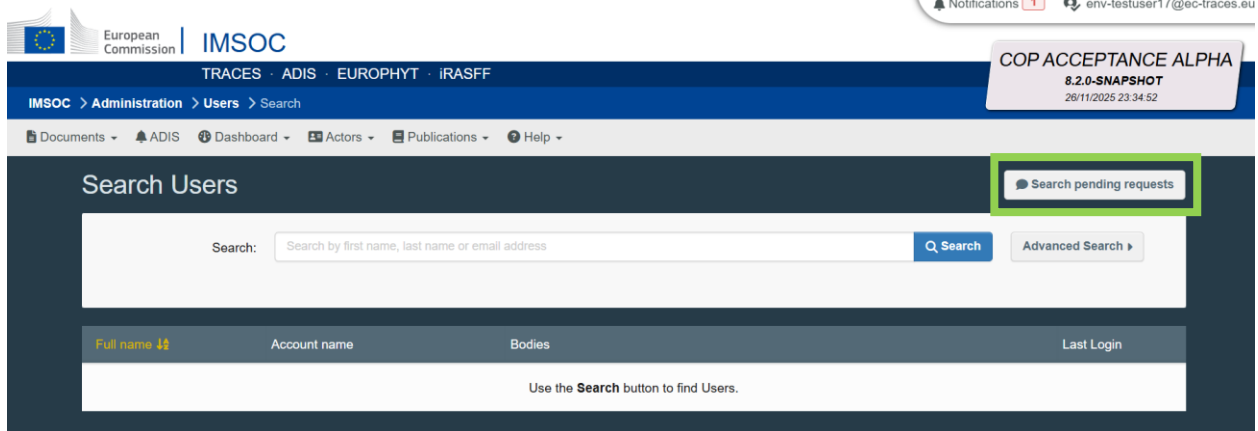 Notifications 1 env-testuser17@ec-traces.eu
European
Commission
IMSOC
TRACES · ADIS · EUROPHYT · iRASFF
COP ACCEPTANCE ALPHA
8.2.0-SNAPSHOT
26/11/2025 23:34:52
IMSOC > Administration > Users > Search
Documents ADIS Dashboard Actors Publications Help
Search Users
Search pending requests
Search: Search by first name, last name or email address Search Advanced Search
Full name Account name Bodies Last Login
Use the Search button to find Users.